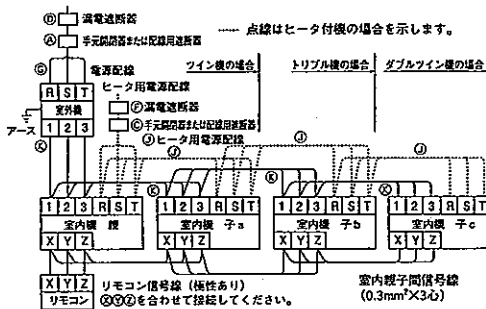 Ⓓ 漏電遮断器
Ⓐ 手元開閉器または配線用遮断器
点線はヒータ付機の場合を示します。
Ⓖ 電源配線
ツイン機の場合 トリプル機の場合 ダブルツイン機の場合
R S T
ヒータ用電源配線
室外機
Ⓕ 漏電遮断器
アース
1 2 3
Ⓒ 手元開閉器または配線用遮断器
Ⓙ ヒータ用電源配線
Ⓙ Ⓙ Ⓙ
Ⓚ Ⓚ Ⓚ Ⓚ
1 2 3 R S T 1 2 3 R S T 1 2 3 R S T 1 2 3 R S T
室内機 親 室内機 子a 室内機 子b 室内機 子c
X Y Z X Y Z X Y Z X Y Z
X Y Z
リモコン
リモコン信号線(極性あり)
ⓍⓎⓏを合わせて接続してください。
室内親子間信号線
(0.3mm²×3心)